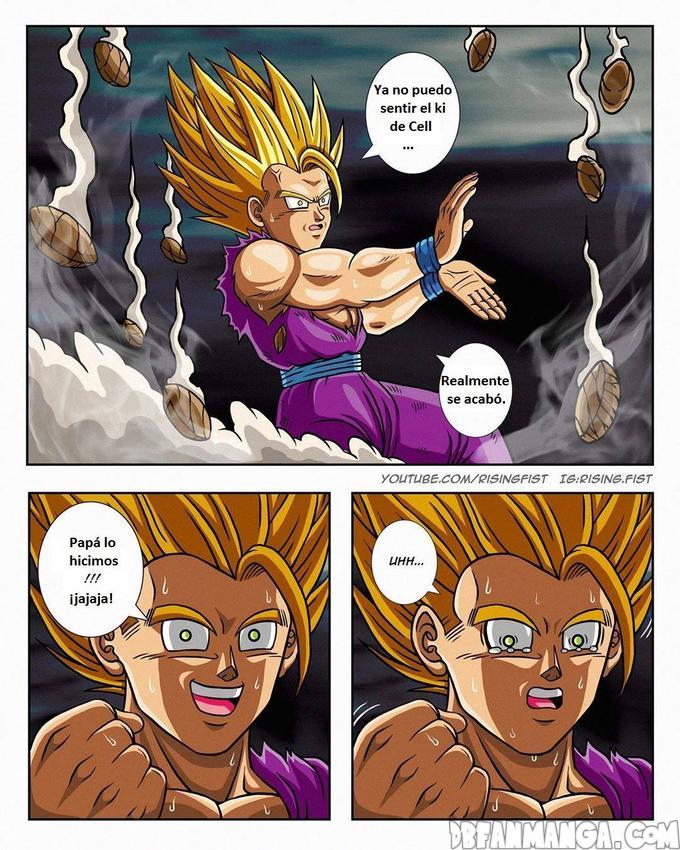 Ya no puedo
sentir el ki
de Cell
...
Realmente
se acabó.
YOUTUBE.COM/RISINGFIST IG:RISING.FIST
Papá lo
hicimos
!!!
¡jajaja!
UHH...
DBFANMANGA.COM